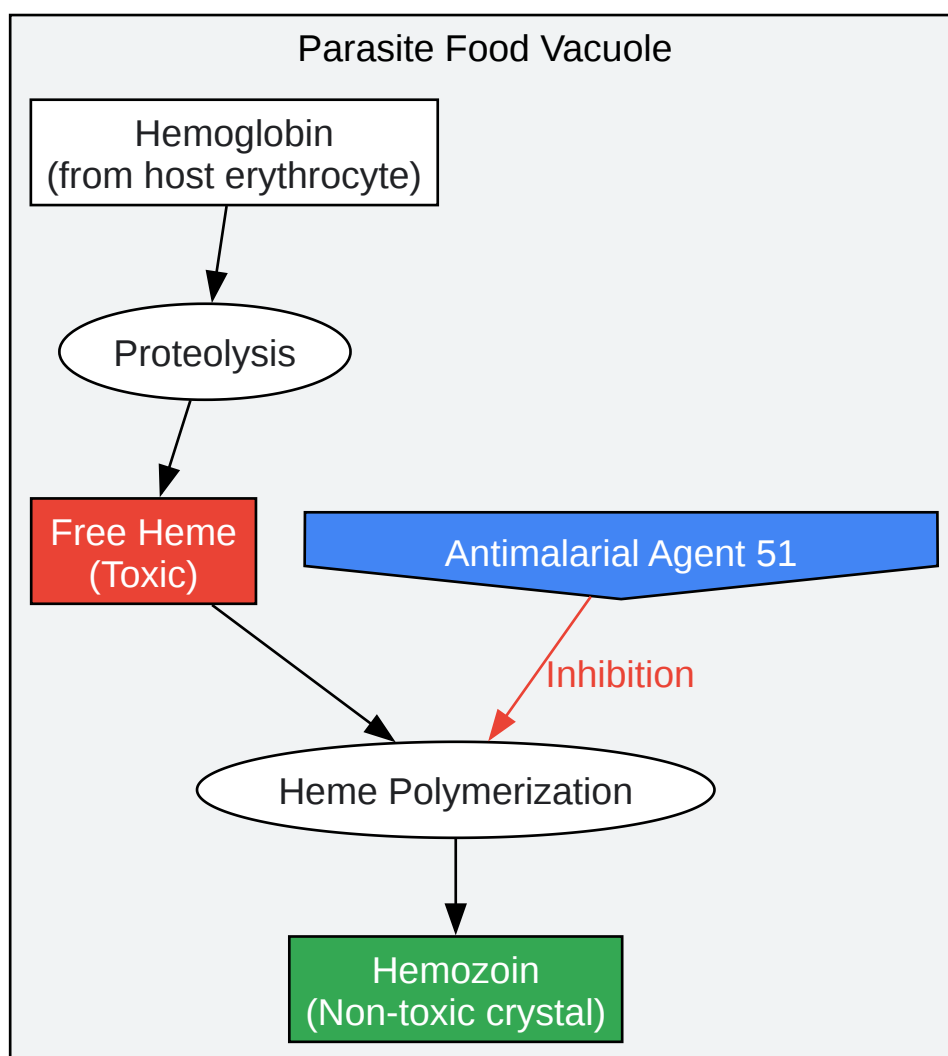 Parasite Food Vacuole
Hemoglobin
(from host erythrocyte)
Proteolysis
Free Heme
(Toxic)
Antimalarial Agent 51
Inhibition
Heme Polymerization
Hemozoin
(Non-toxic crystal)